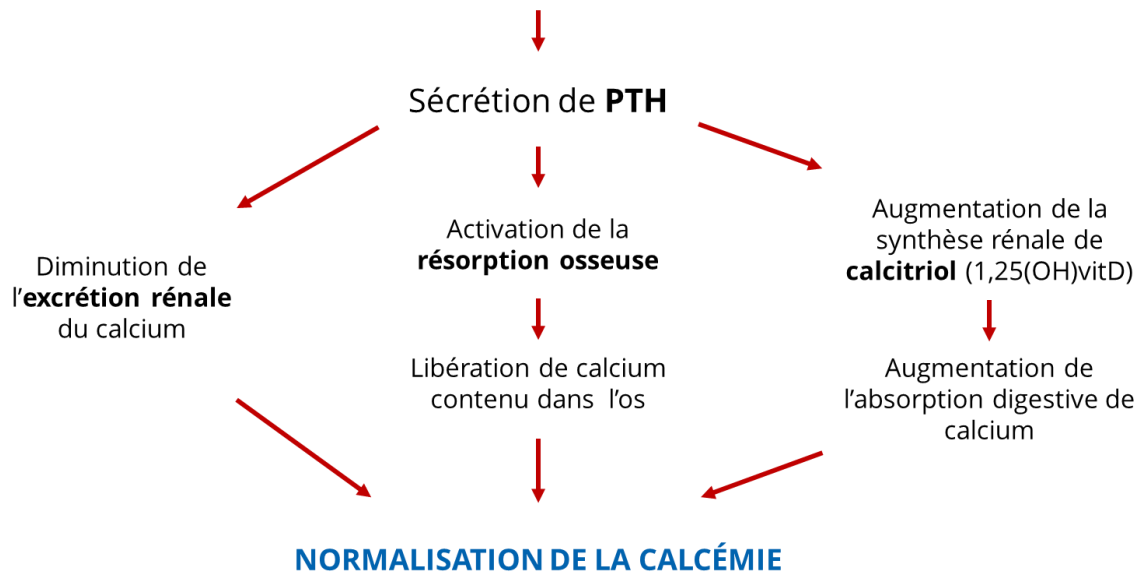 Sécrétion de PTH
Diminution de
l’excrétion rénale
du calcium
Activation de la
résorption osseuse
Libération de calcium
contenu dans l’os
Augmentation de la
synthèse rénale de
calcitriol (1,25(OH)vitD)
Augmentation de
l’absorption digestive de
calcium
NORMALISATION DE LA CALCÉMIE